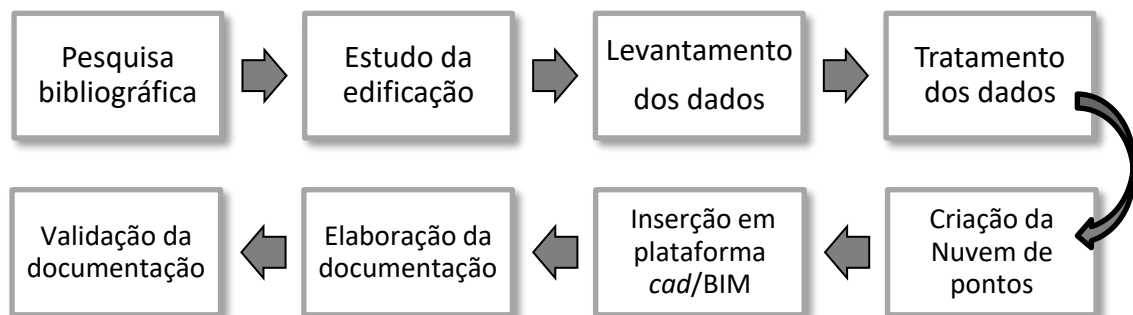 Pesquisa
bibliográfica
Estudo da
edificação
Levantamento
dos dados
Tratamento
dos dados
Criação da
Nuvem de
pontos
Inserção em
plataforma
cad/BIM
Elaboração da
documentação
Validação da
documentação